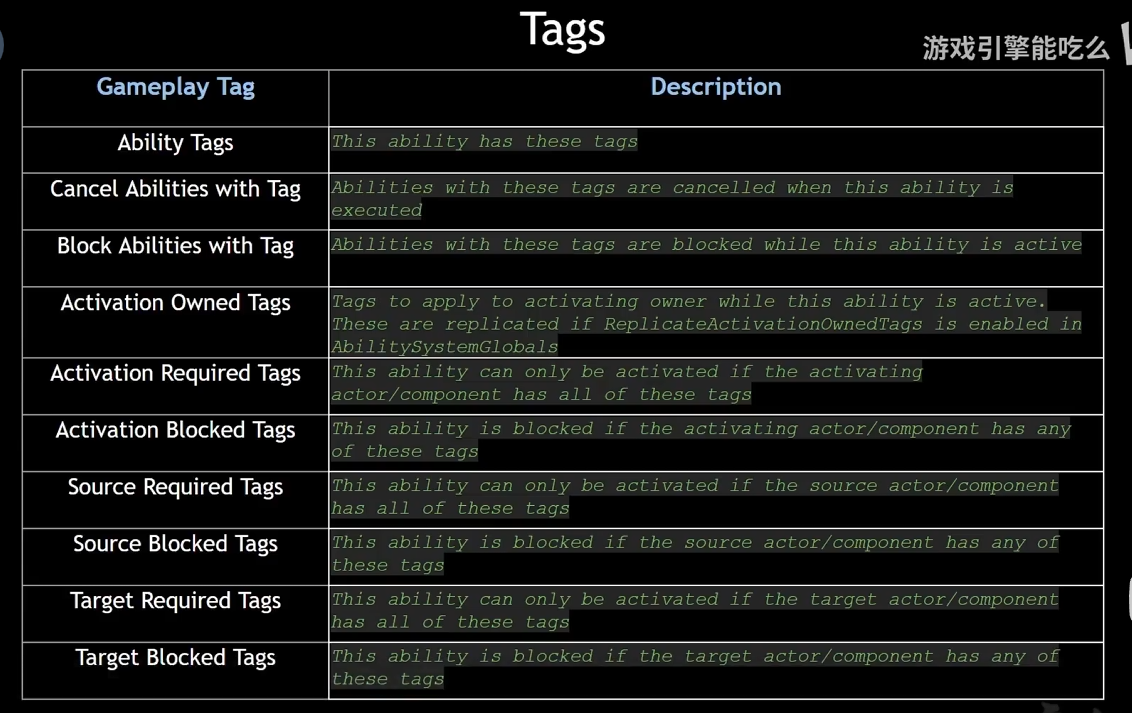 Tags
游戏引擎能吃么
Gameplay Tag
Description
Ability Tags
This ability has these tags
Cancel Abilities with Tag
Abilities with these tags are cancelled when this ability is
executed
Block Abilities with Tag
Abilities with these tags are blocked while this ability is active
Activation Owned Tags
Tags to apply to activating owner while this ability is active.
These are replicated if ReplicateActivationOwnedTags is enabled in
AbilitySystemGlobals
Activation Required Tags
This ability can only be activated if the activating
actor/component has all of these tags
Activation Blocked Tags
This ability is blocked if the activating actor/component has any
of these tags
Source Required Tags
This ability can only be activated if the source actor/component
has all of these tags
Source Blocked Tags
This ability is blocked if the source actor/component has any of
these tags
Target Required Tags
This ability can only be activated if the target actor/component
has all of these tags
Target Blocked Tags
This ability is blocked if the target actor/component has any of
these tags